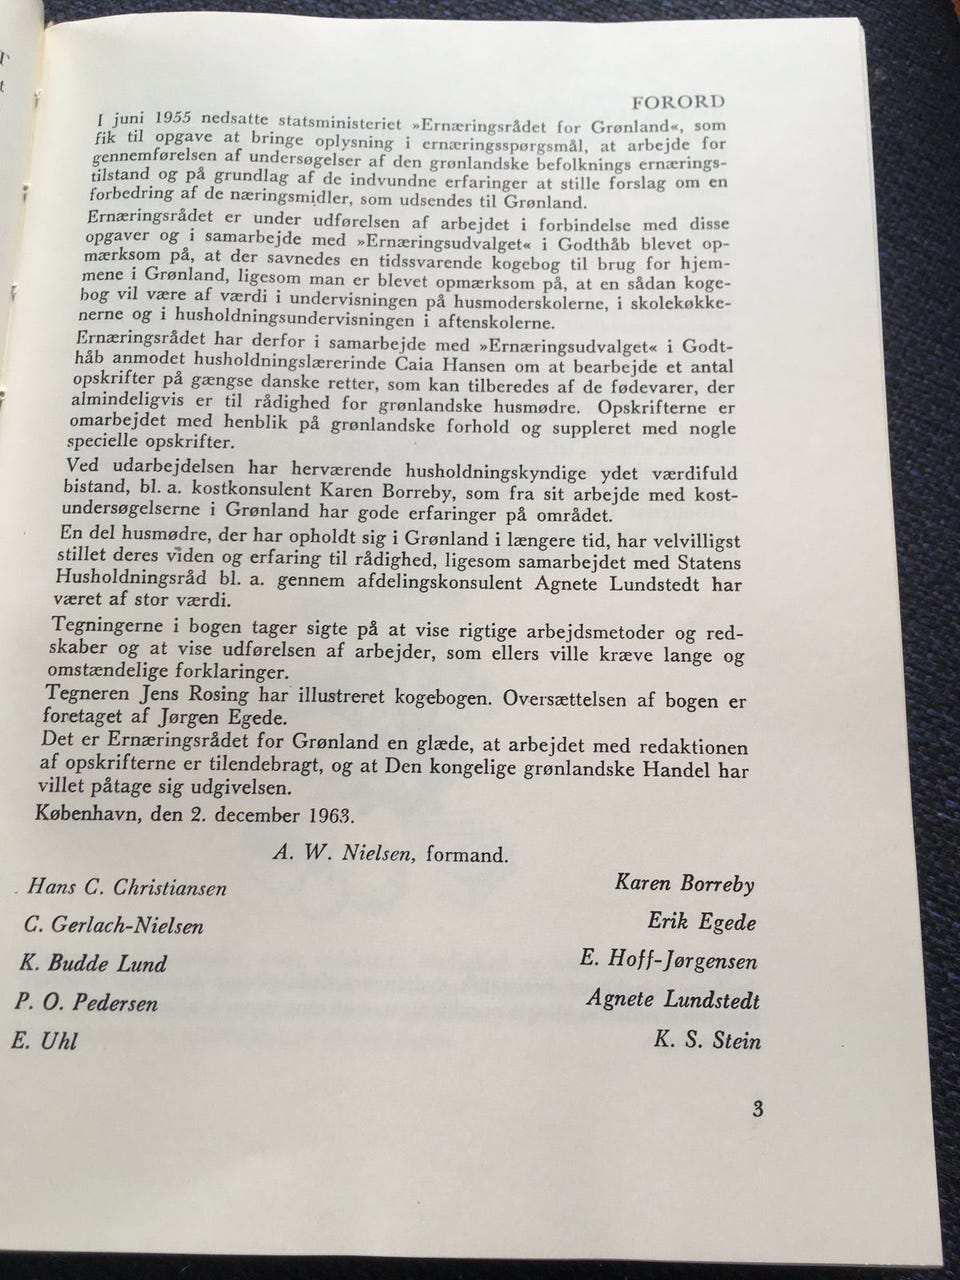 FORORD
I juni 1955 nedsatte statsministeriet »Ernæringsrådet for Grønland«, som
fik til opgave at bringe oplysning i ernæringsspørgsmål, at arbejde for
gennemførelsen af undersøgelser af den grønlandske befolknings ernærings-
tilstand og på grundlag af de indvundne erfaringer at stille forslag om en
forbedring af de næringsmidler, som udsendes til Grønland.
Ernæringsrådet er under udførelsen af arbejdet i forbindelse med disse
opgaver og i samarbejde med »Ernæringsudvalget« i Godthåb blevet op-
mærksom på, at der savnedes en tidssvarende kogebog til brug for hjem-
mene i Grønland, ligesom man er blevet opmærksom på, at en sådan koge-
bog vil være af værdi i undervisningen på husmoderskolerne, i skolekøkke-
nerne og i husholdningsundervisningen i aftenskolerne.
Ernæringsrådet har derfor i samarbejde med »Ernæringsudvalget« i Godt-
håb anmodet husholdningslærerinde Caia Hansen om at bearbejde et antal
opskrifter på gængse danske retter, som kan tilberedes af de fødevarer, der
almindeligvis er til rådighed for grønlandske husmødre. Opskrifterne er
omarbejdet med henblik på grønlandske forhold og suppleret med nogle
specielle opskrifter.
Ved udarbejdelsen har herværende husholdningskyndige ydet værdifuld
bistand, bl. a. kostkonsulent Karen Borreby, som fra sit arbejde med kost-
undersøgelserne i Grønland har gode erfaringer på området.
En del husmødre, der har opholdt sig i Grønland i længere tid, har velvilligst
stillet deres viden og erfaring til rådighed, ligesom samarbejdet med Statens
Husholdningsråd bl. a. gennem afdelingskonsulent Agnete Lundstedt har
været af stor værdi.
Tegningerne i bogen tager sigte på at vise rigtige arbejdsmetoder og red-
skaber og at vise udførelsen af arbejder, som ellers ville kræve lange og
omstændelige forklaringer.
Tegneren Jens Rosing har illustreret kogebogen. Oversættelsen af bogen er
foretaget af Jørgen Egede.
Det er Ernæringsrådet for Grønland en glæde, at arbejdet med redaktionen
af opskrifterne er tilendebragt, og at Den kongelige grønlandske Handel har
villet påtage sig udgivelsen.
København, den 2. december 1963.
A. W. Nielsen, formand.
Hans C. Christiansen Karen Borreby
C. Gerlach-Nielsen Erik Egede
K. Budde Lund E. Hoff-Jørgensen
P. O. Pedersen Agnete Lundstedt
E. Uhl K. S. Stein
3